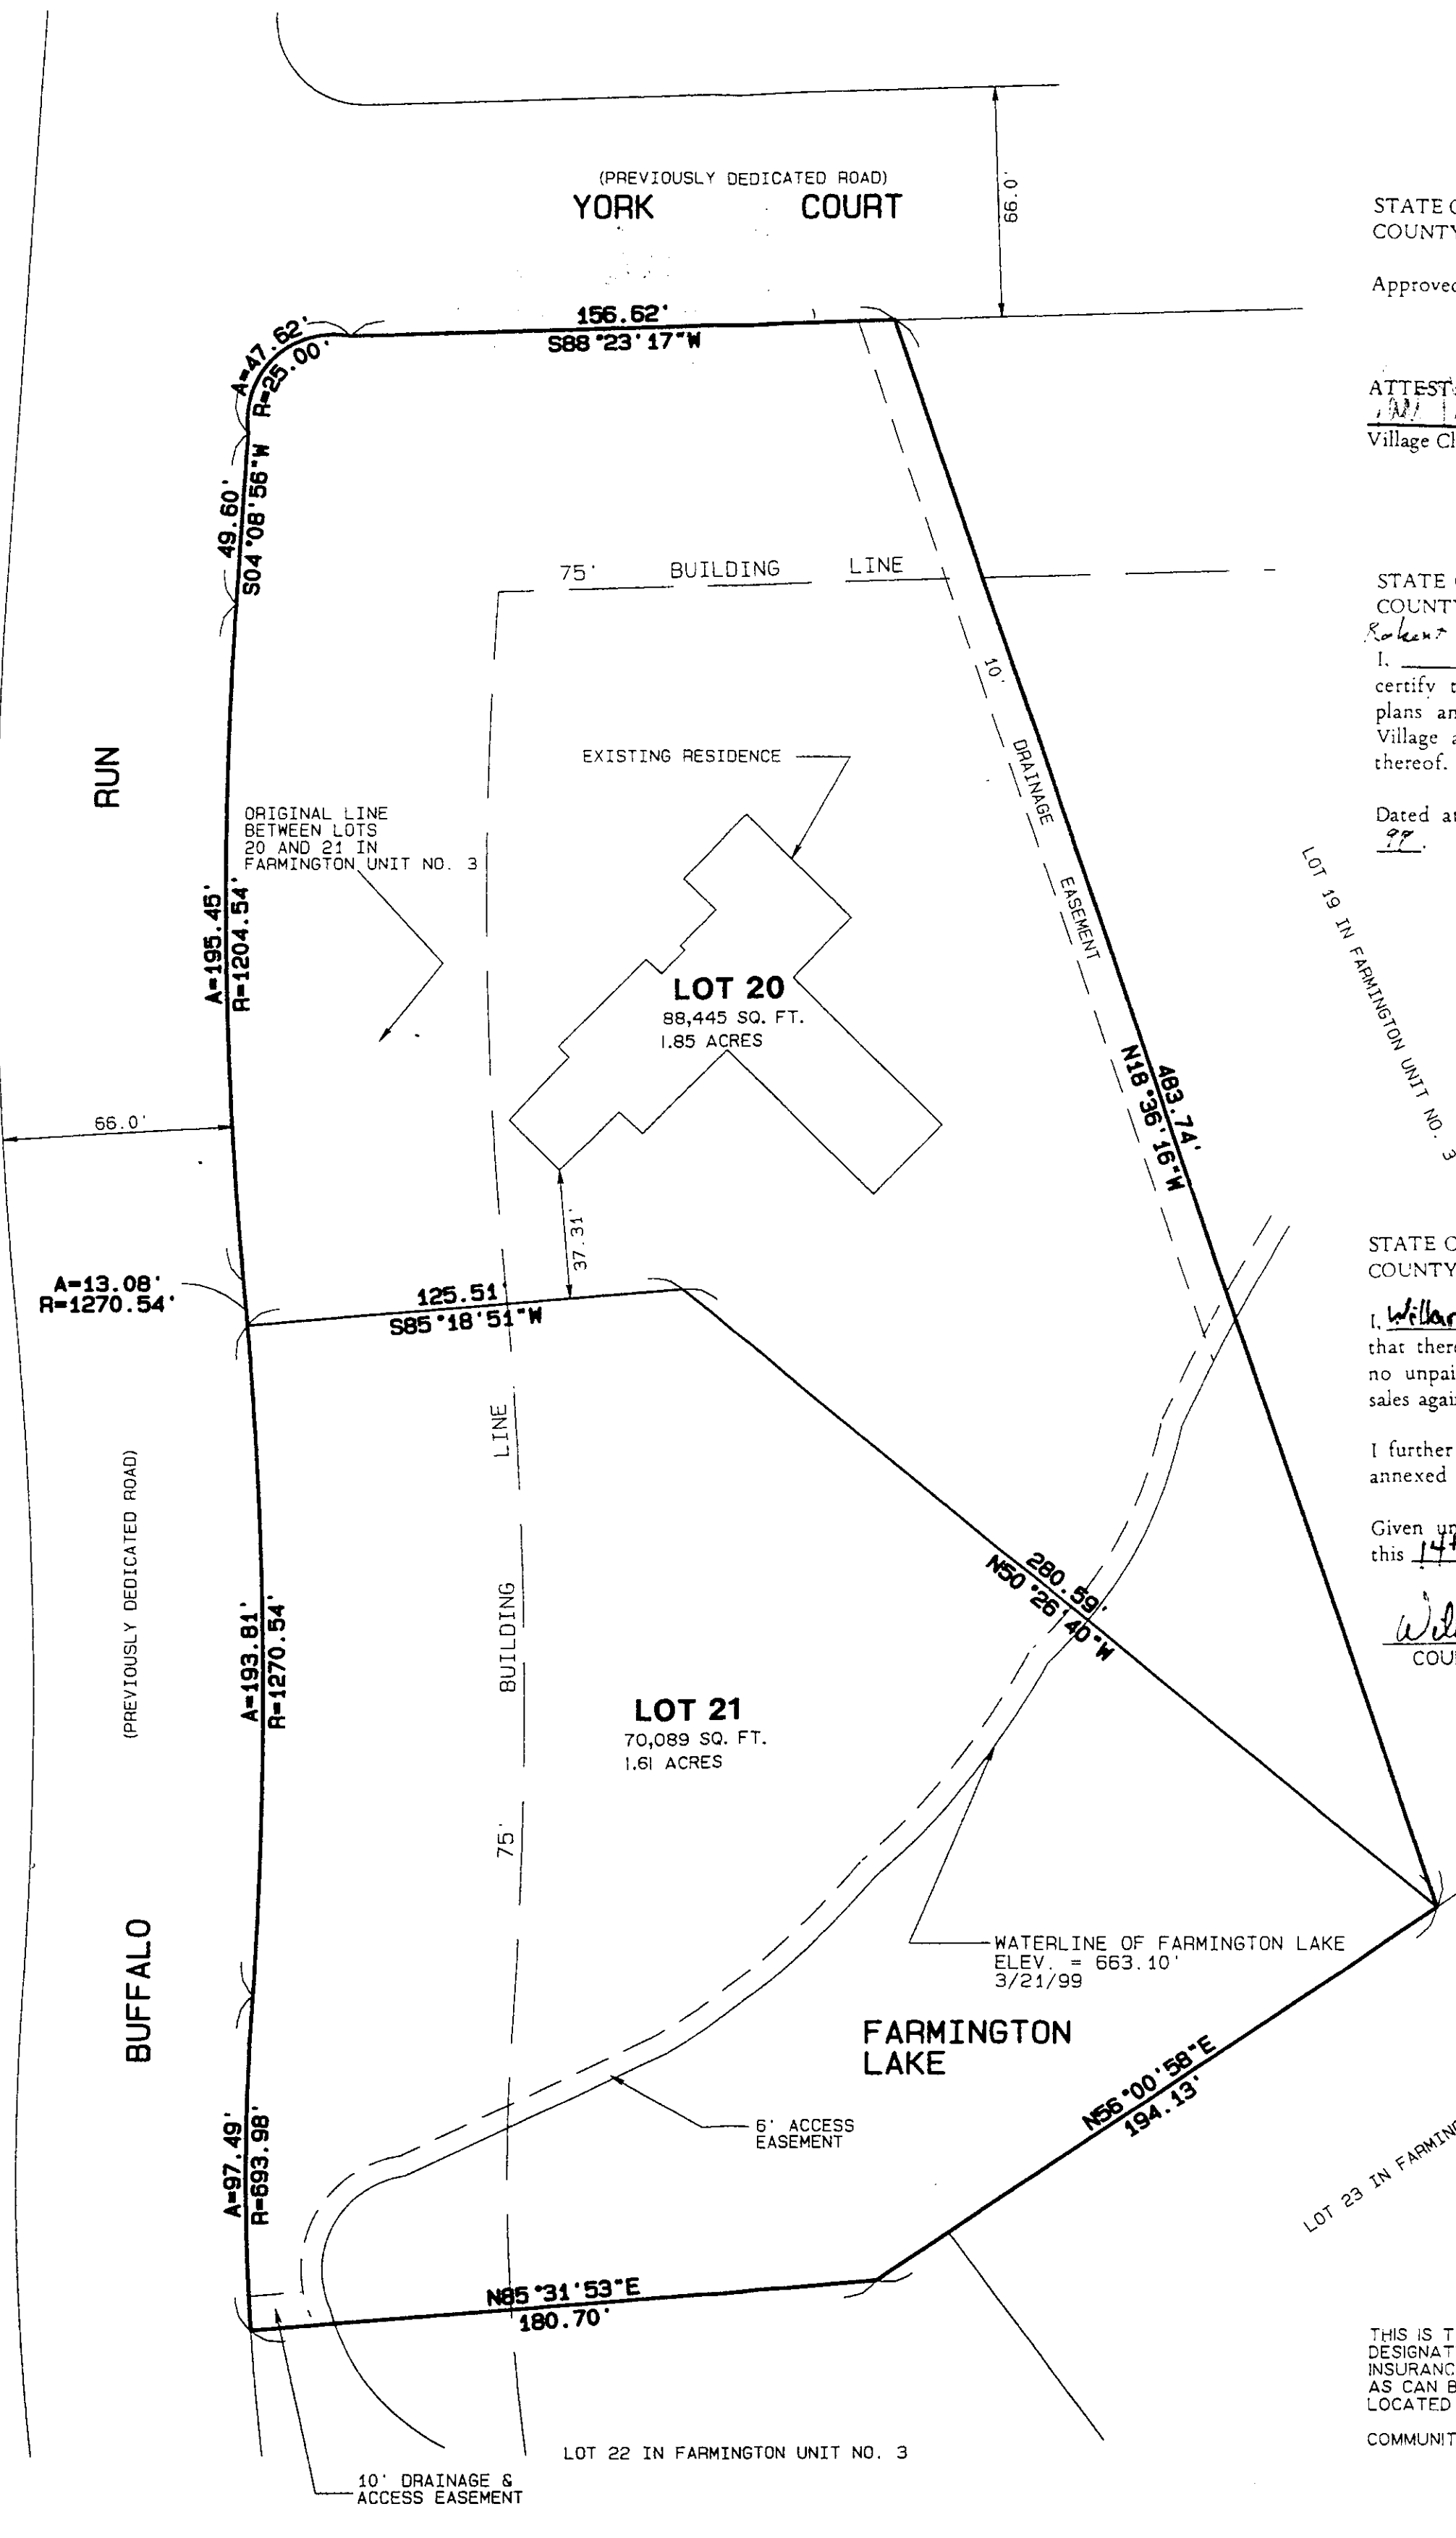 (PREVIOUSLY DEDICATED ROAD)
YORK COURT
66.0'
156.62'
S88°23'17"W
A=47.62'
R=25.00'
49.60'
S04°08'56"W
75' BUILDING LINE
10' DRAINAGE EASEMENT
EXISTING RESIDENCE
RUN
ORIGINAL LINE
BETWEEN LOTS
20 AND 21 IN
FARMINGTON UNIT NO. 3
A=195.45'
R=1204.54'
LOT 20
88,445 SQ. FT.
1.85 ACRES
483.74'
N18°36'16"W
LOT 19 IN FARMINGTON UNIT NO. 3
66.0'
37.31'
A=13.08'
R=1270.54'
125.51'
S85°18'51"W
(PREVIOUSLY DEDICATED ROAD)
75' BUILDING LINE
280.59'
N50°26'40"W
A=193.81'
R=1270.54'
LOT 21
70,089 SQ. FT.
1.61 ACRES
BUFFALO
WATERLINE OF FARMINGTON LAKE
ELEV. = 663.10'
3/21/99
FARMINGTON
LAKE
6' ACCESS
EASEMENT
N56°00'58"E
194.13'
A=97.49'
R=693.98'
LOT 23 IN FARMING
N85°31'53"E
180.70'
LOT 22 IN FARMINGTON UNIT NO. 3
10' DRAINAGE &
ACCESS EASEMENT
STATE O
COUNTY
Approved
ATTEST:
Village Cl
STATE O
COUNTY
Robert
I,
certify t
plans an
Village a
thereof.
Dated at
99.
STATE O
COUNTY
I, Willar
that there
no unpai
sales agai
I further
annexed
Given un
this 14th
COU
THIS IS T
DESIGNAT
INSURANC
AS CAN B
LOCATED
COMMUNIT